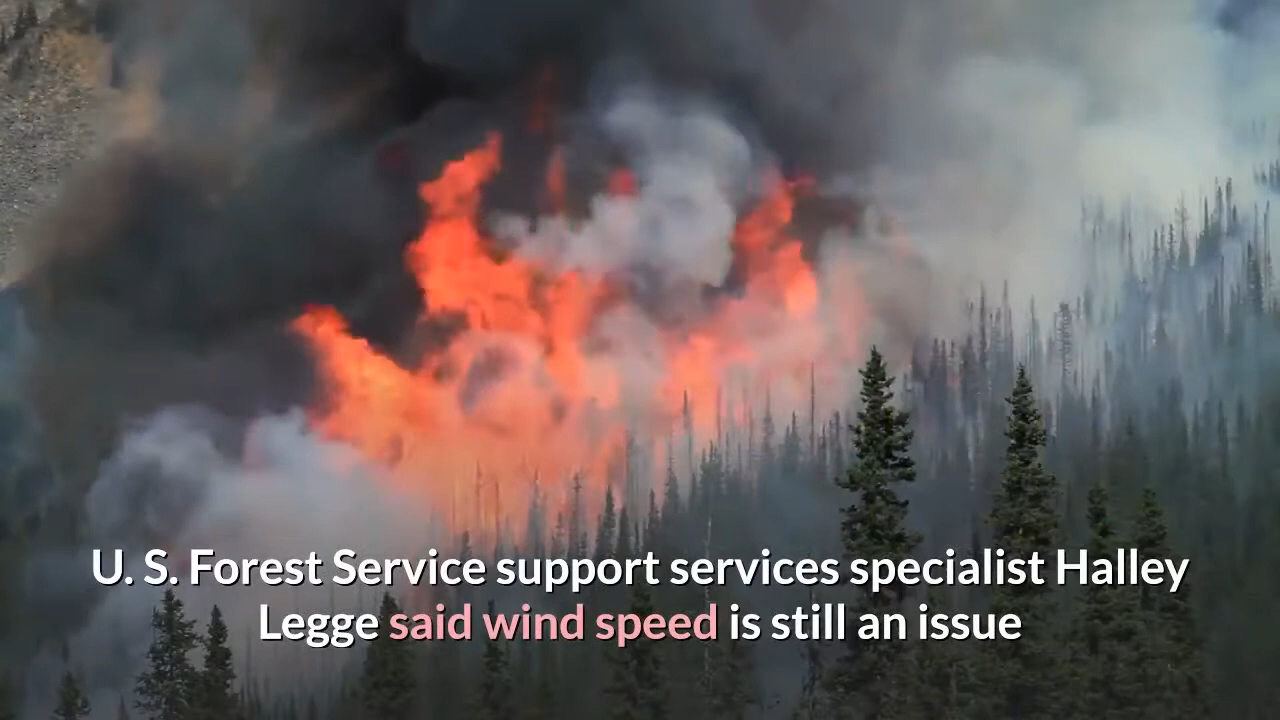 U. S. Forest Service support services specialist Halley
Legge said wind speed is still an issue